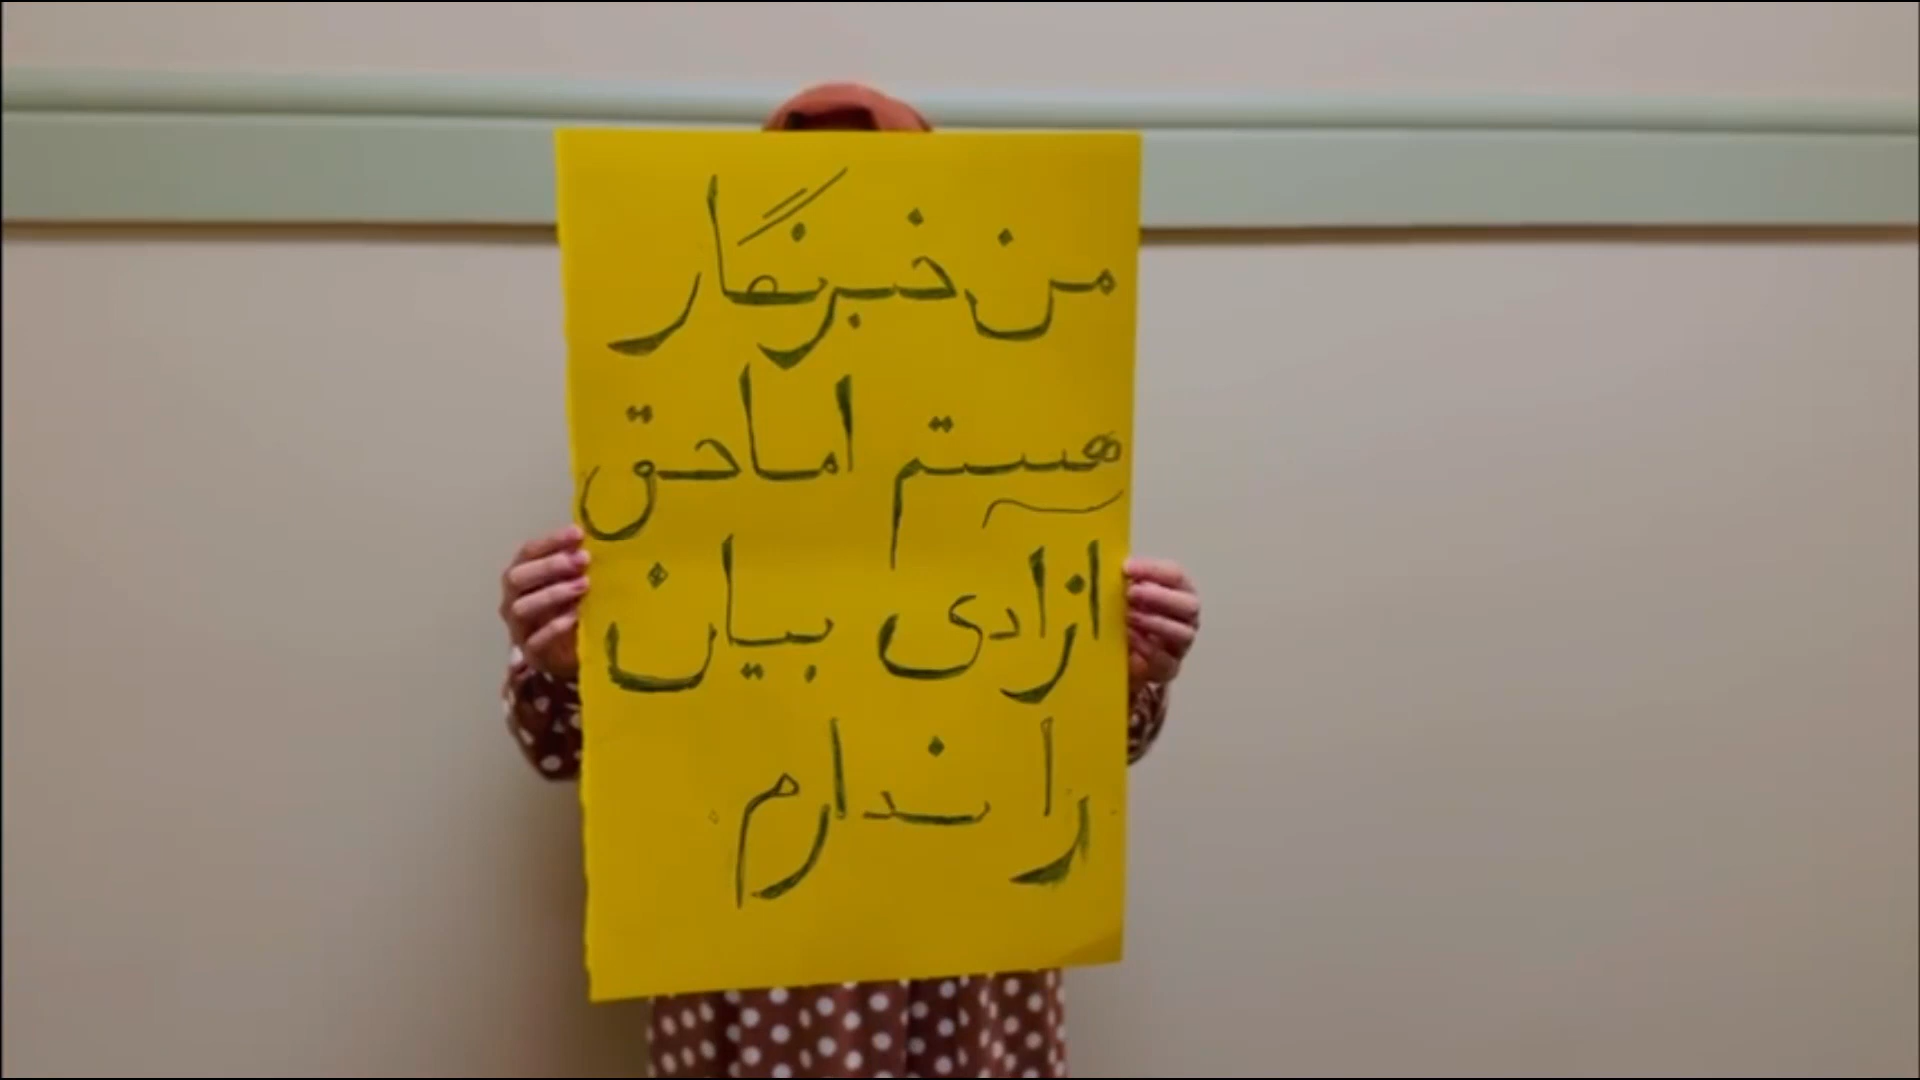 من خبرنگار
هستم اما حق
آزادی بیان
را ندارم